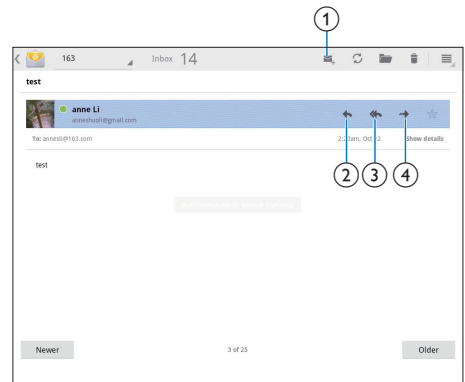 1
163 Inbox 14
test
anne Li
anneshuoli@gmail.com
To: annesli@163.com Oct Show details
2 3 4
test
Newer 3 of 25 Older